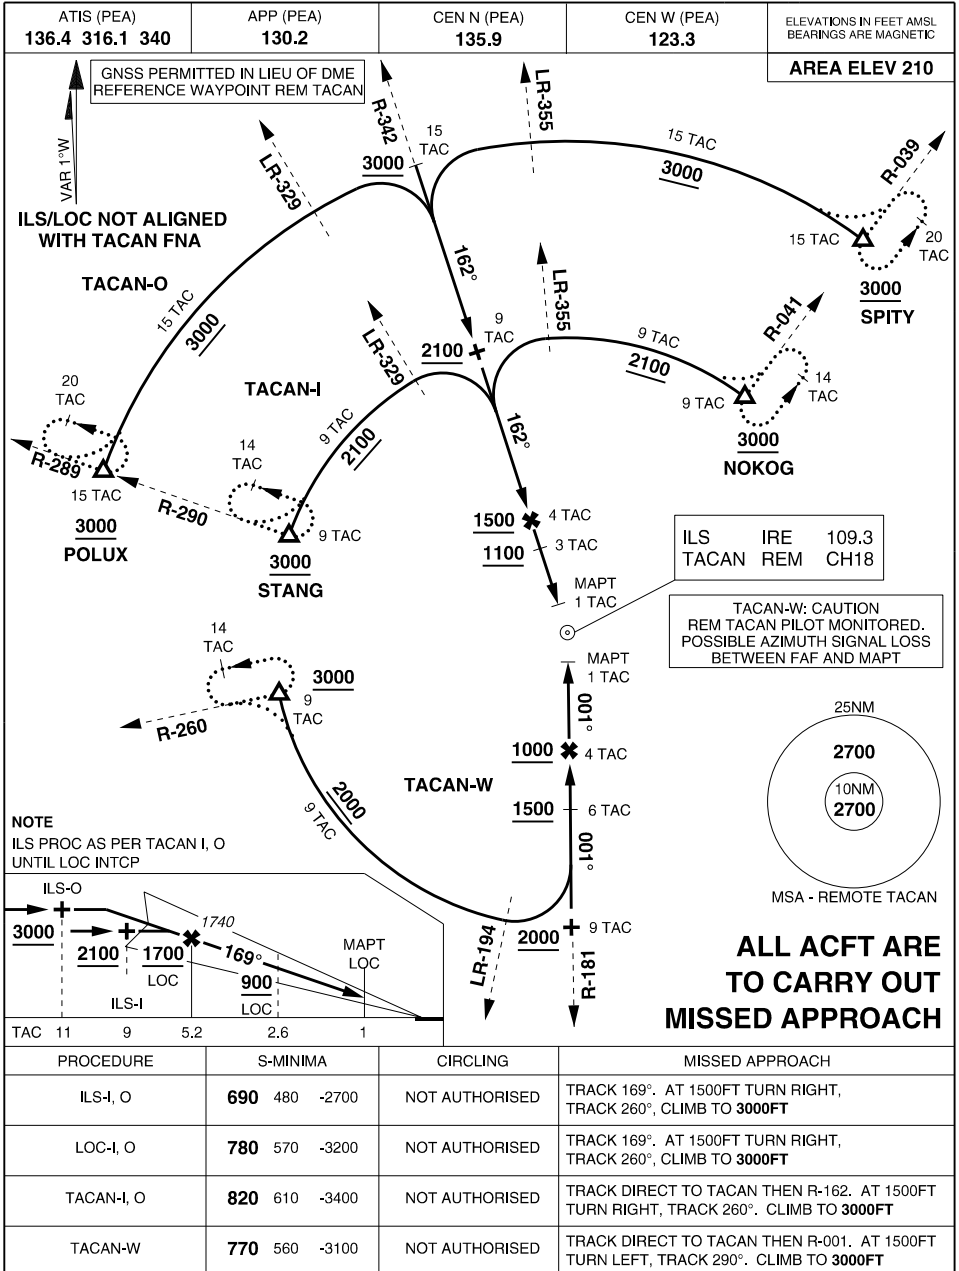 ATIS (PEA)
136.4 316.1 340
APP (PEA)
130.2
CEN N (PEA)
135.9
CEN W (PEA)
123.3
ELEVATIONS IN FEET AMSL
BEARINGS ARE MAGNETIC
AREA ELEV 210
GNSS PERMITTED IN LIEU OF DME
REFERENCE WAYPOINT REM TACAN
VAR 1°W
ILS/LOC NOT ALIGNED
WITH TACAN FNA
LR-329
R-342
15
TAC
3000
LR-355
15 TAC
3000
R-039
15 TAC
20
TAC
3000
SPITY
TACAN-O
15 TAC
3000
162°
9
TAC
2100
LR-355
LR-329
9 TAC
2100
R-041
9 TAC
14
TAC
3000
NOKOG
TACAN-I
9 TAC
2100
162°
20
TAC
R-289
15 TAC
3000
POLUX
R-290
14
TAC
9 TAC
3000
STANG
1500
4 TAC
1100
3 TAC
MAPT
1 TAC
ILS IRE 109.3
TACAN REM CH18
TACAN-W: CAUTION
REM TACAN PILOT MONITORED.
POSSIBLE AZIMUTH SIGNAL LOSS
BETWEEN FAF AND MAPT
14
TAC
3000
9
TAC
R-260
MAPT
1 TAC
001°
1000
4 TAC
TACAN-W
1500
6 TAC
001°
2000
9 TAC
2000
9 TAC
LR-194
R-181
25NM
2700
10NM
2700
MSA - REMOTE TACAN
NOTE
ILS PROC AS PER TACAN I, O
UNTIL LOC INTCP
ILS-O
3000
2100
1700
LOC
ILS-I
1740
169°
900
LOC
MAPT
LOC
TAC 11 9 5.2 2.6 1
ALL ACFT ARE
TO CARRY OUT
MISSED APPROACH
PROCEDURE S-MINIMA CIRCLING MISSED APPROACH
ILS-I, O 690 480 -2700 NOT AUTHORISED TRACK 169°. AT 1500FT TURN RIGHT,
TRACK 260°, CLIMB TO 3000FT
LOC-I, O 780 570 -3200 NOT AUTHORISED TRACK 169°. AT 1500FT TURN RIGHT,
TRACK 260°, CLIMB TO 3000FT
TACAN-I, O 820 610 -3400 NOT AUTHORISED TRACK DIRECT TO TACAN THEN R-162. AT 1500FT
TURN RIGHT, TRACK 260°. CLIMB TO 3000FT
TACAN-W 770 560 -3100 NOT AUTHORISED TRACK DIRECT TO TACAN THEN R-001. AT 1500FT
TURN LEFT, TRACK 290°. CLIMB TO 3000FT